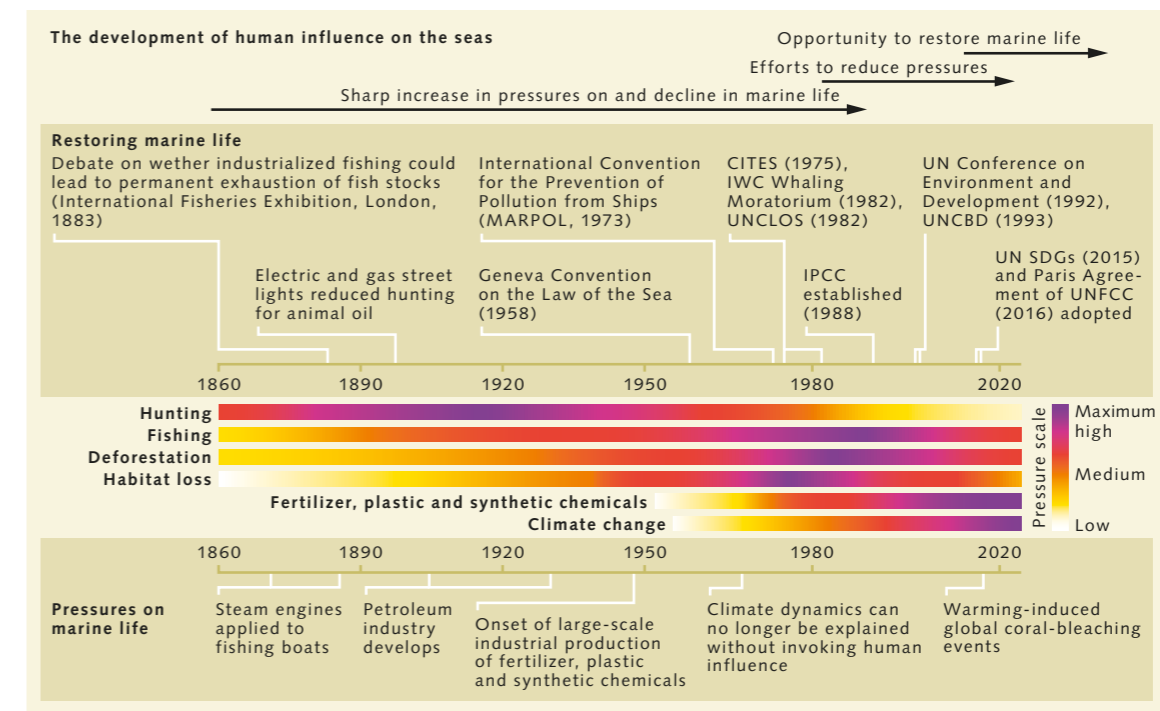 The development of human influence on the seas
Opportunity to restore marine life
Efforts to reduce pressures
Sharp increase in pressures on and decline in marine life
Restoring marine life
Debate on wether industrialized fishing could
lead to permanent exhaustion of fish stocks
(International Fisheries Exhibition, London,
1883)
International Convention
for the Prevention of
Pollution from Ships
(MARPOL, 1973)
CITES (1975),
IWC Whaling
Moratorium (1982),
UNCLOS (1982)
UN Conference on
Environment and
Development (1992),
UNCBD (1993)
Electric and gas street
lights reduced hunting
for animal oil
Geneva Convention
on the Law of the Sea
(1958)
IPCC
established
(1988)
UN SDGs (2015)
and Paris Agree-
ment of UNFCC
(2016) adopted
1860 1890 1920 1950 1980 2020
Hunting
Fishing
Deforestation
Habitat loss
Fertilizer, plastic and synthetic chemicals
Climate change
Pressure scale
Maximum
high
Medium
Low
1860 1890 1920 1950 1980 2020
Pressures on
marine life
Steam engines
applied to
fishing boats
Petroleum
industry
develops
Onset of large-scale
industrial production
of fertilizer, plastic
and synthetic chemicals
Climate dynamics can
no longer be explained
without invoking human
influence
Warming-induced
global coral-bleaching
events